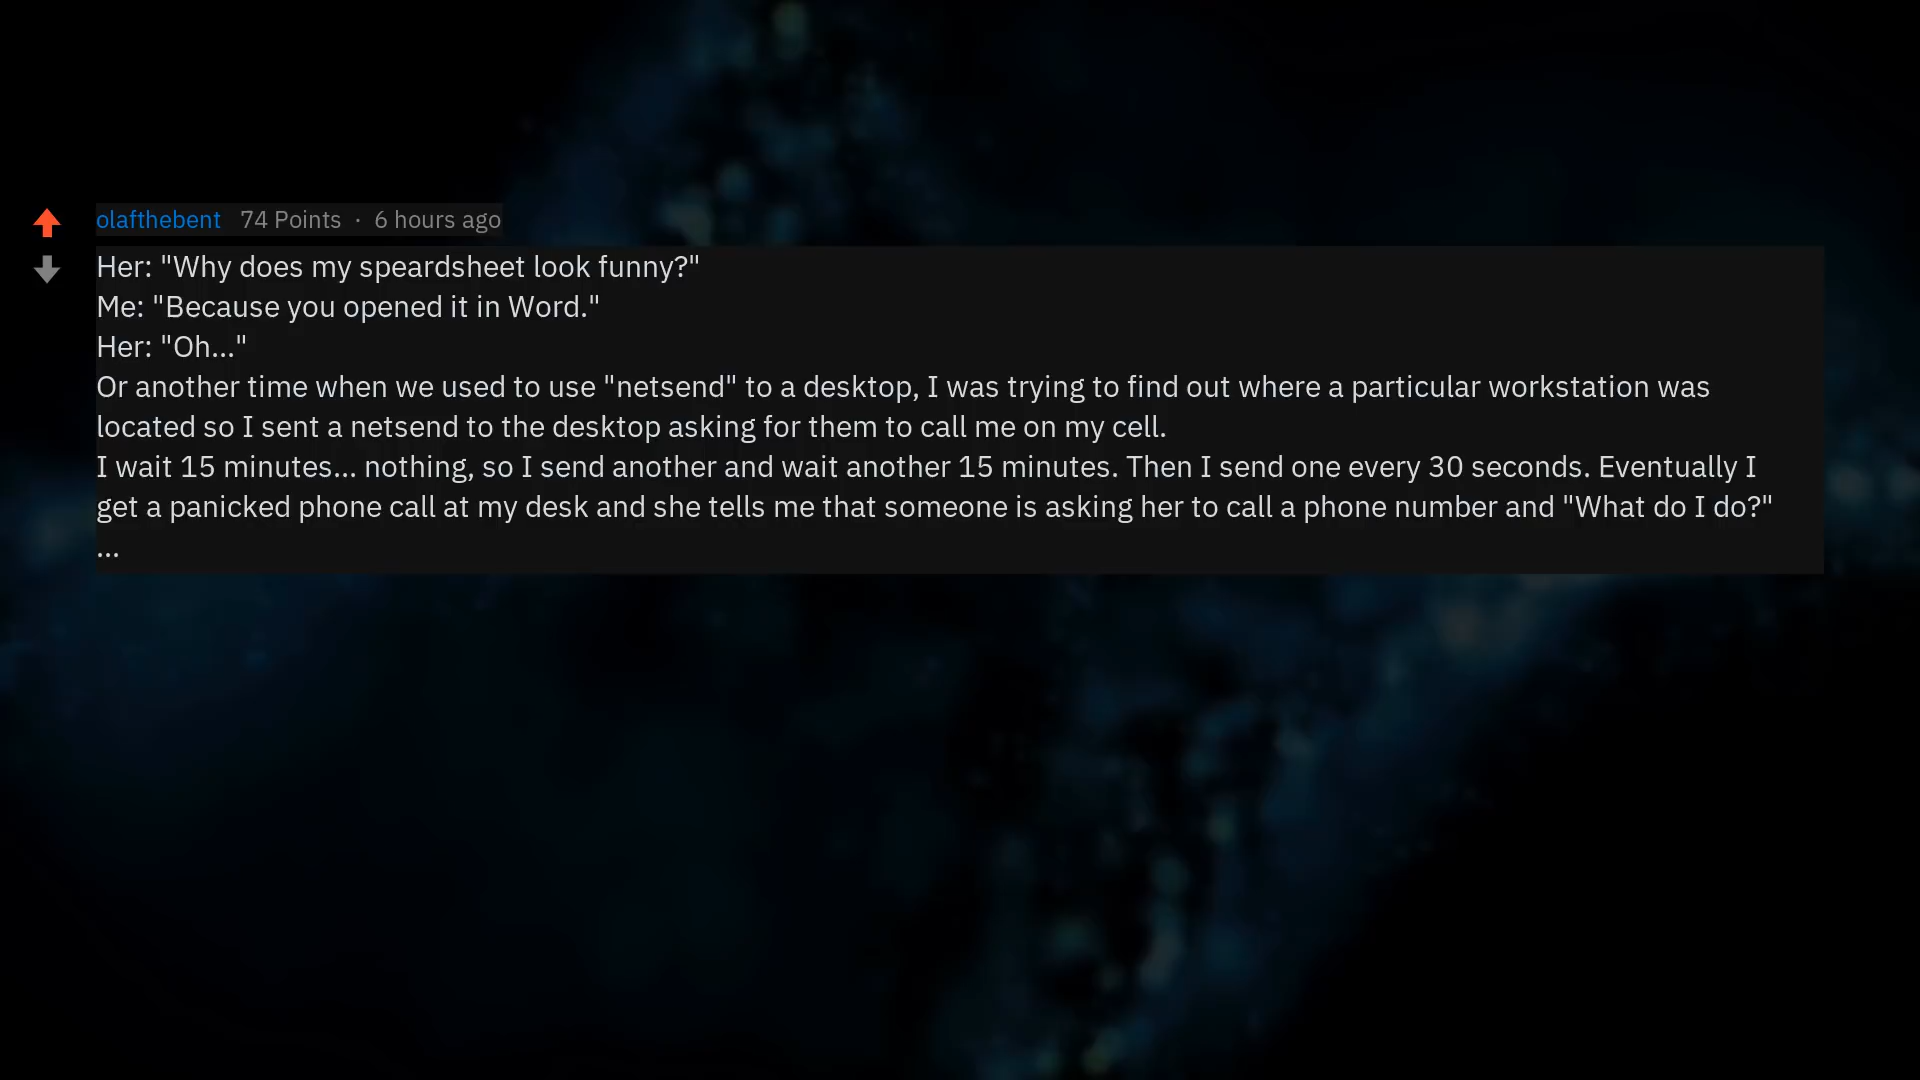 olafthebent 74 Points · 6 hours ago
Her: "Why does my speardsheet look funny?"
Me: "Because you opened it in Word."
Her: "Oh..."
Or another time when we used to use "netsend" to a desktop, I was trying to find out where a particular workstation was
located so I sent a netsend to the desktop asking for them to call me on my cell.
I wait 15 minutes... nothing, so I send another and wait another 15 minutes. Then I send one every 30 seconds. Eventually I
get a panicked phone call at my desk and she tells me that someone is asking her to call a phone number and "What do I do?"
...